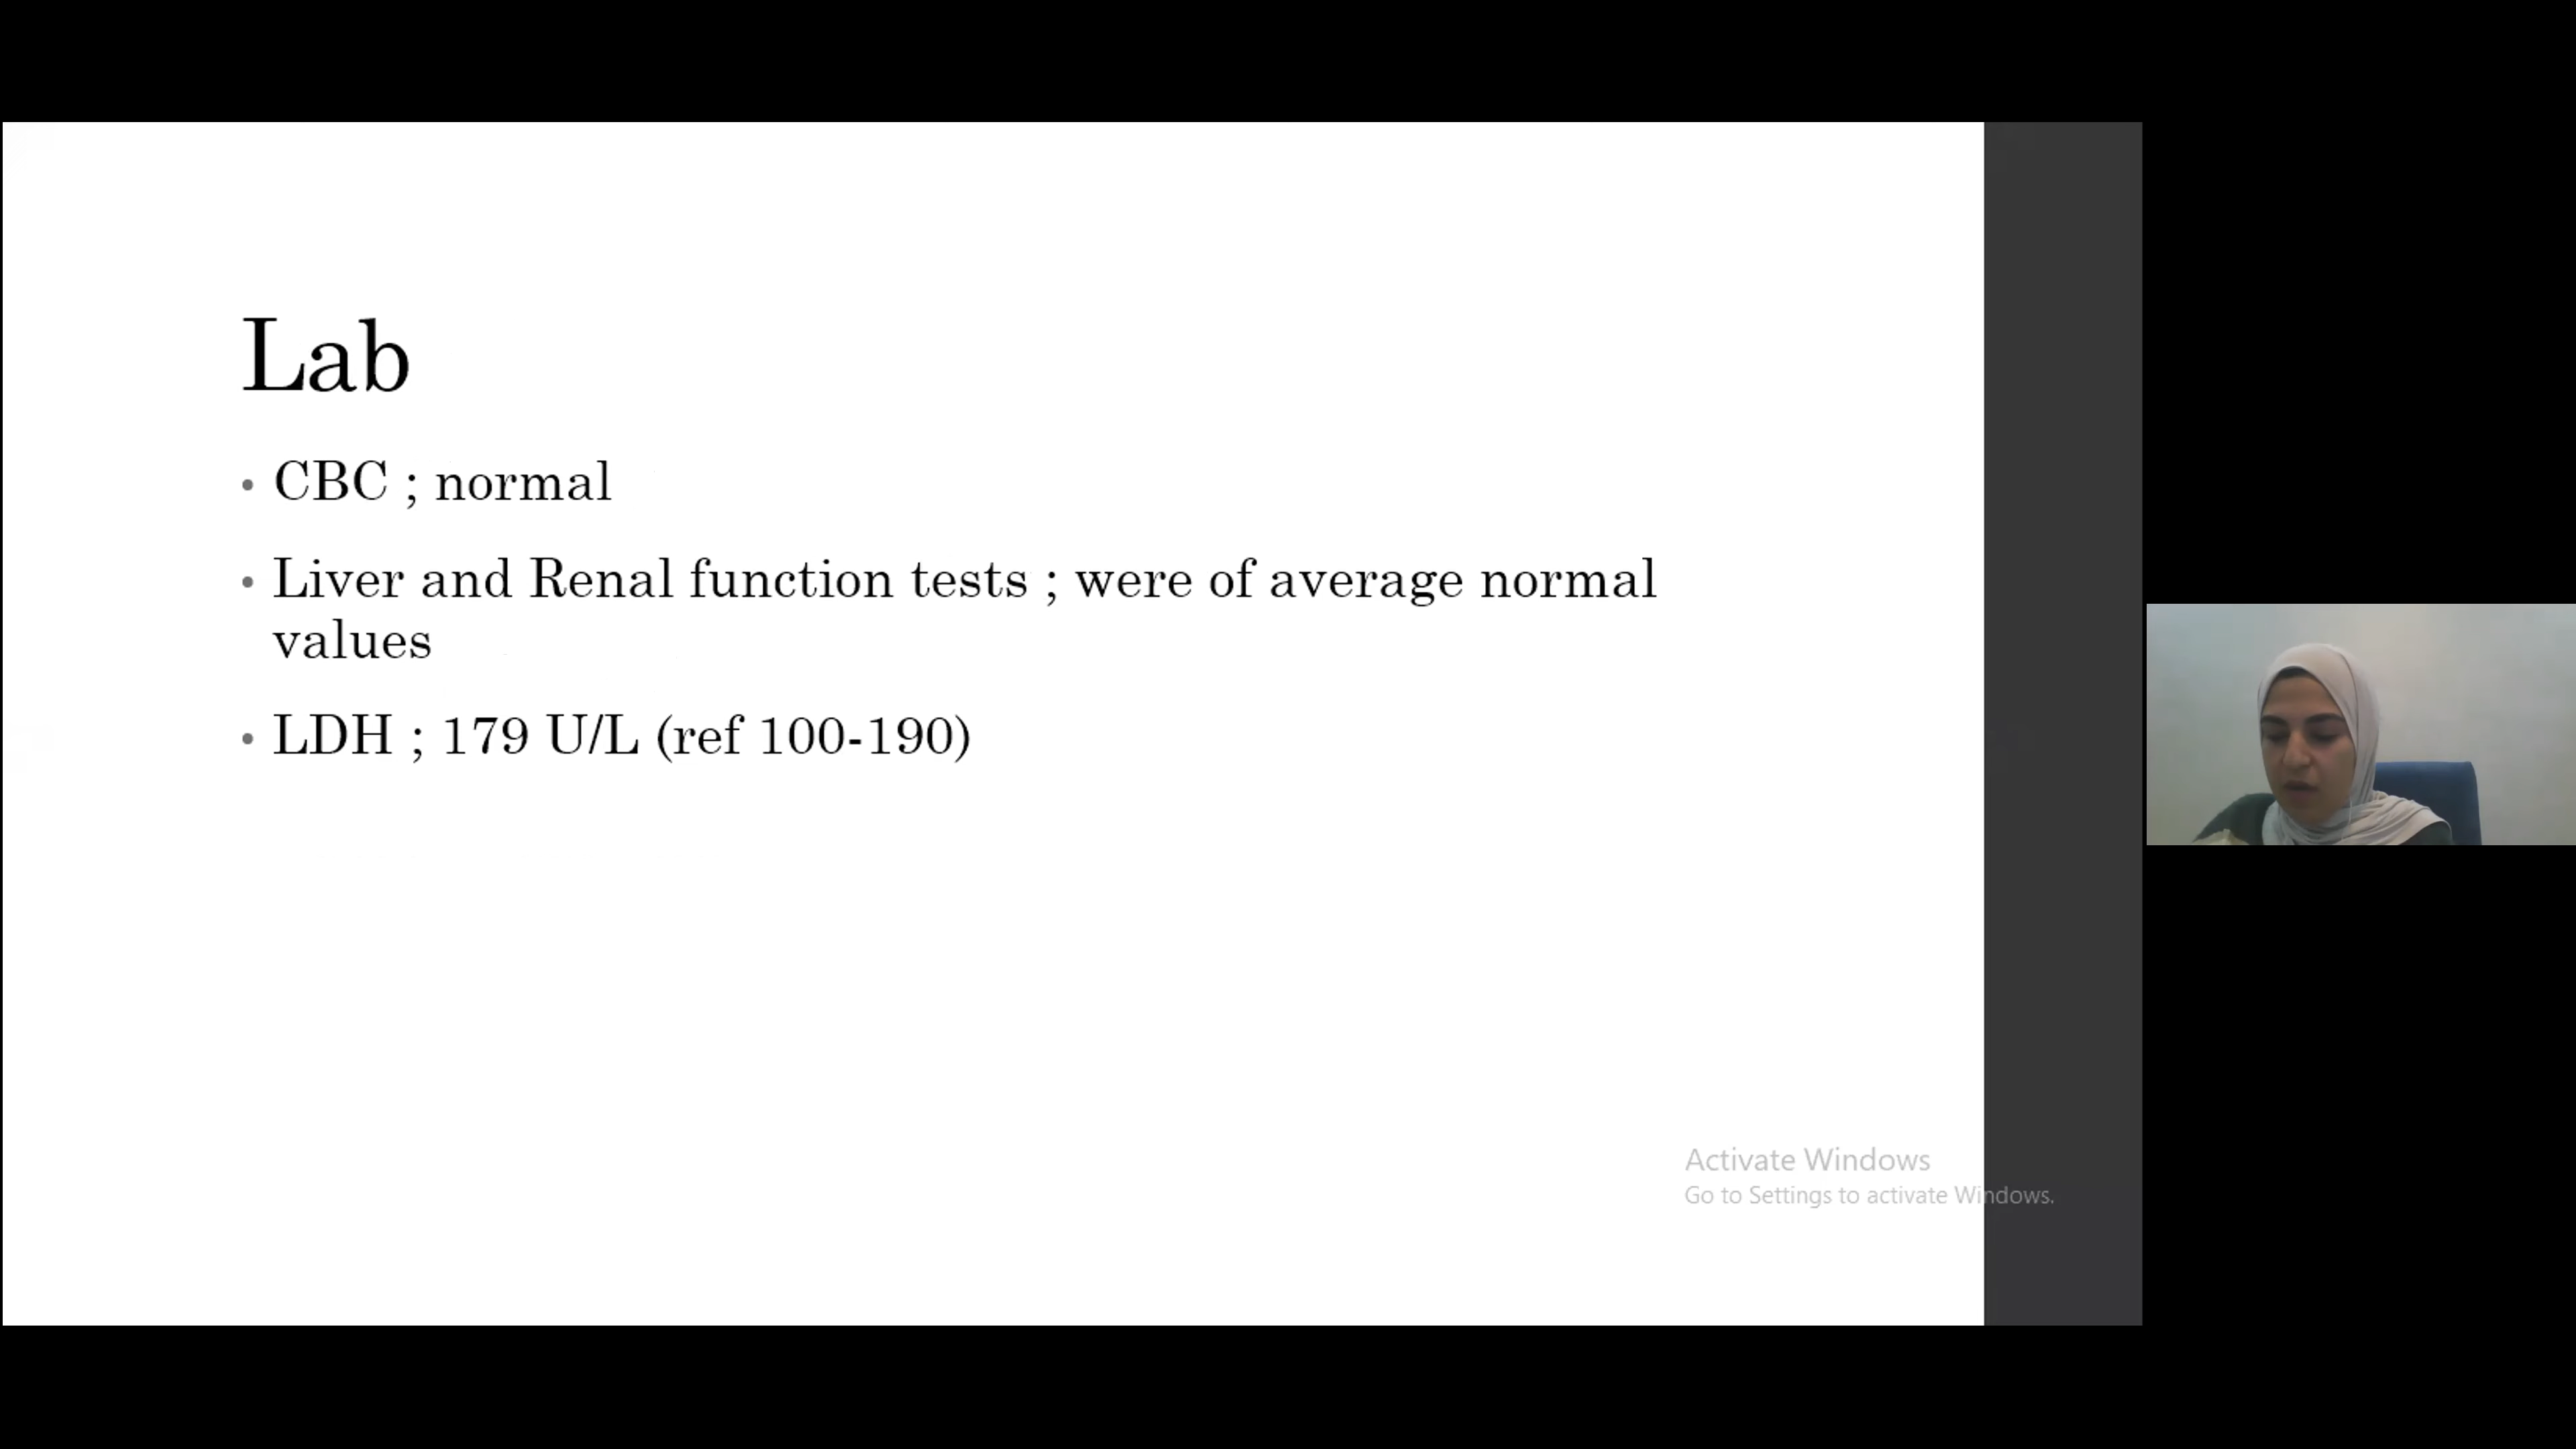 Lab
• CBC ; normal
• Liver and Renal function tests ; were of average normal
values
• LDH ; 179 U/L (ref 100-190)
Activate Windows
Go to Settings to activate Windows.